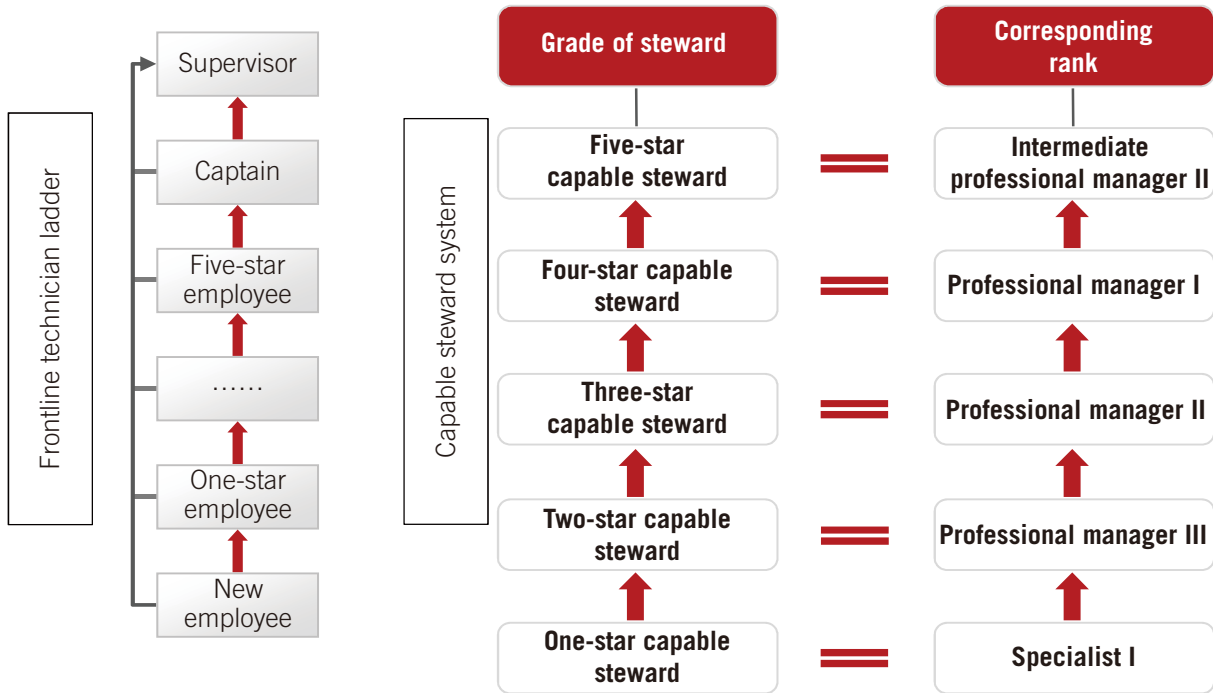 Frontline technician ladder
Supervisor
Captain
Five-star
employee
......
One-star
employee
New
employee
Capable steward system
Grade of steward
Five-star
capable steward
Four-star capable
steward
Three-star
capable steward
Two-star capable
steward
One-star capable
steward
Corresponding
rank
Intermediate
professional manager II
Professional manager I
Professional manager II
Professional manager III
Specialist I